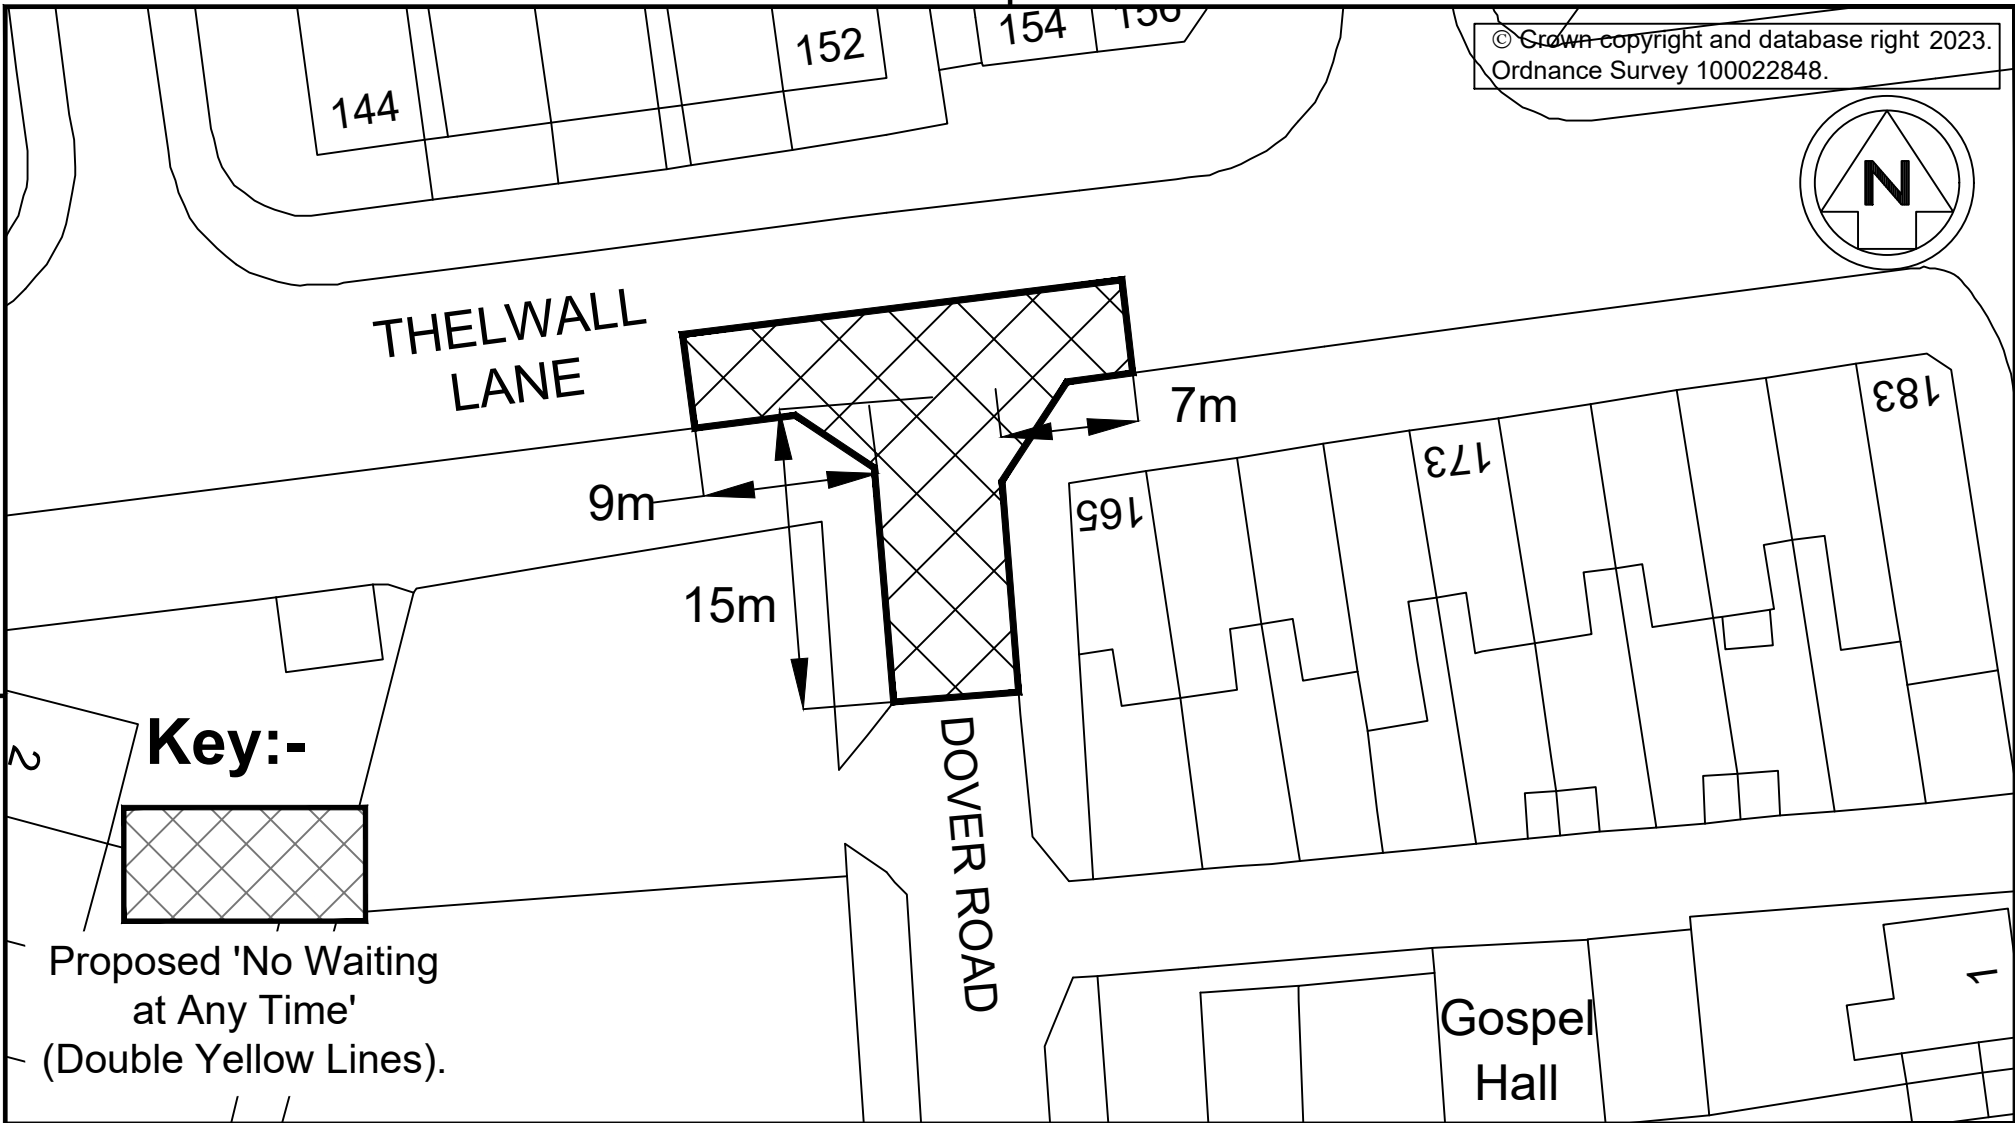 152
154
156
© Crown copyright and database right 2023.
Ordnance Survey 100022848.
144
N
THELWALL
LANE
7m
183
173
9m
165
15m
DOVER ROAD
2
Key:-
Proposed 'No Waiting
at Any Time'
(Double Yellow Lines).
Gospel
Hall
1